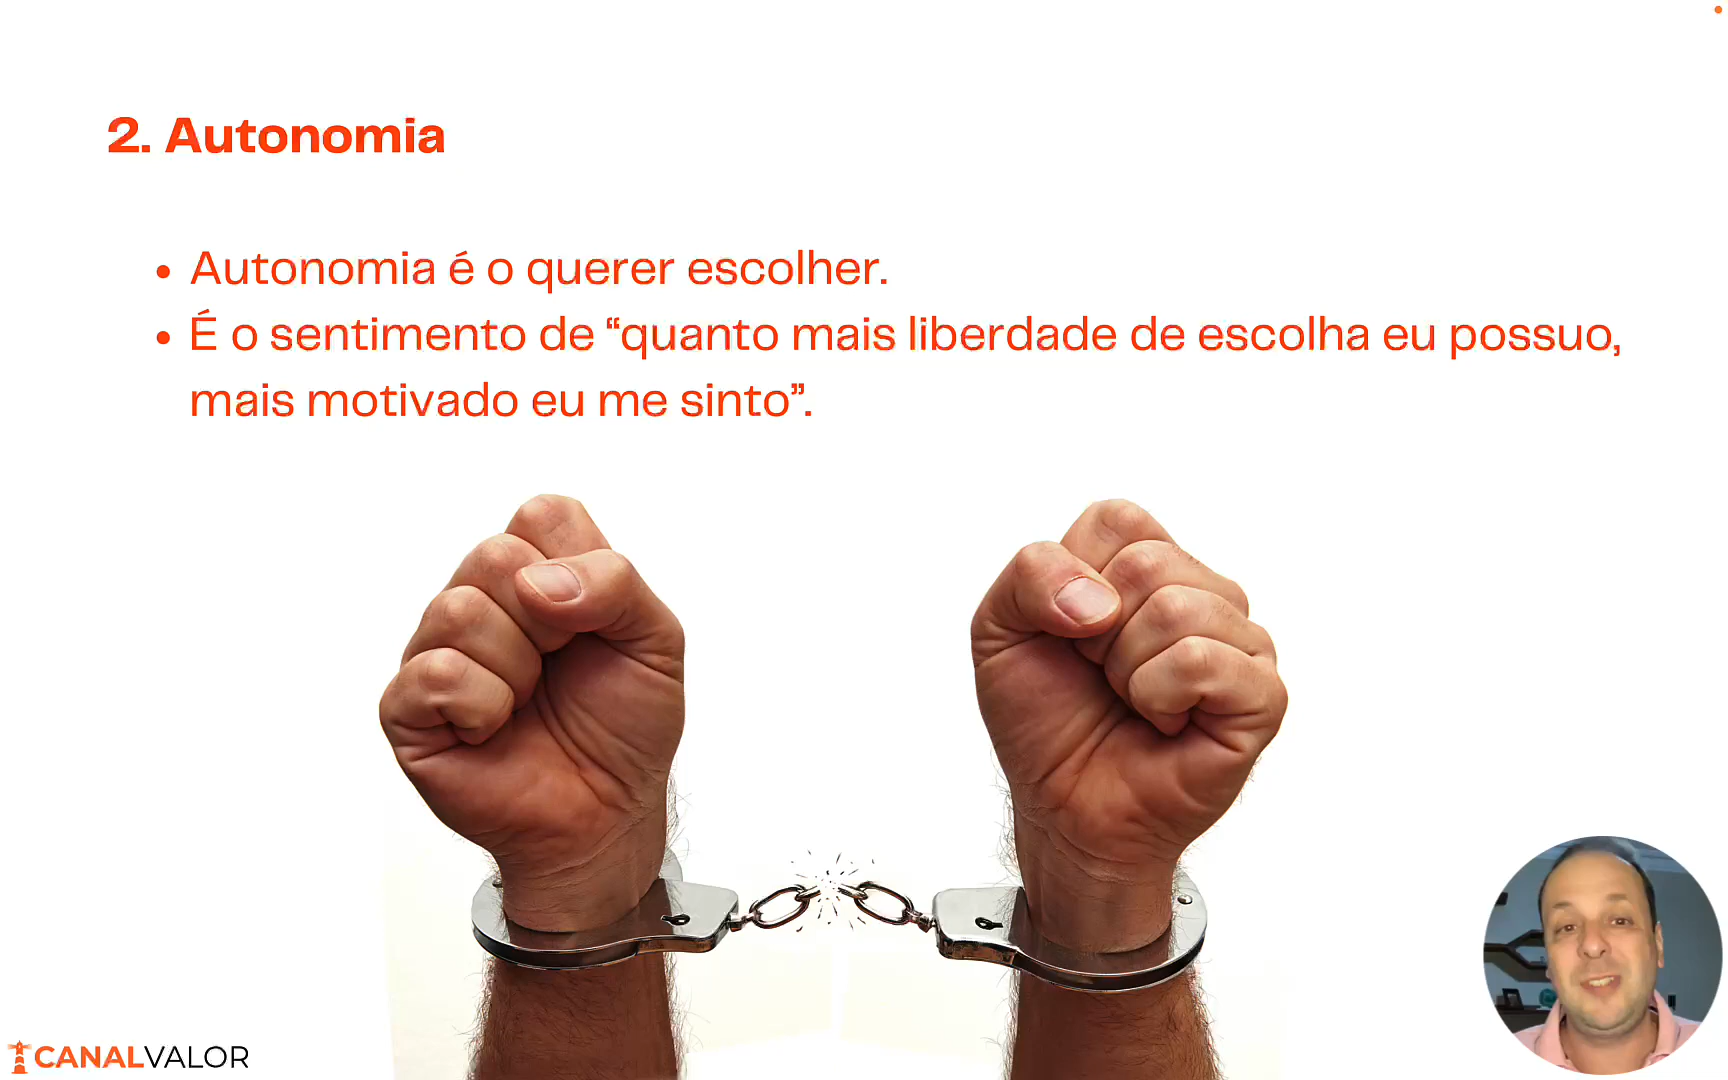 2. Autonomia
• Autonomia é o querer escolher.
• É o sentimento de “quanto mais liberdade de escolha eu possuo,
mais motivado eu me sinto”.
CANALVALOR